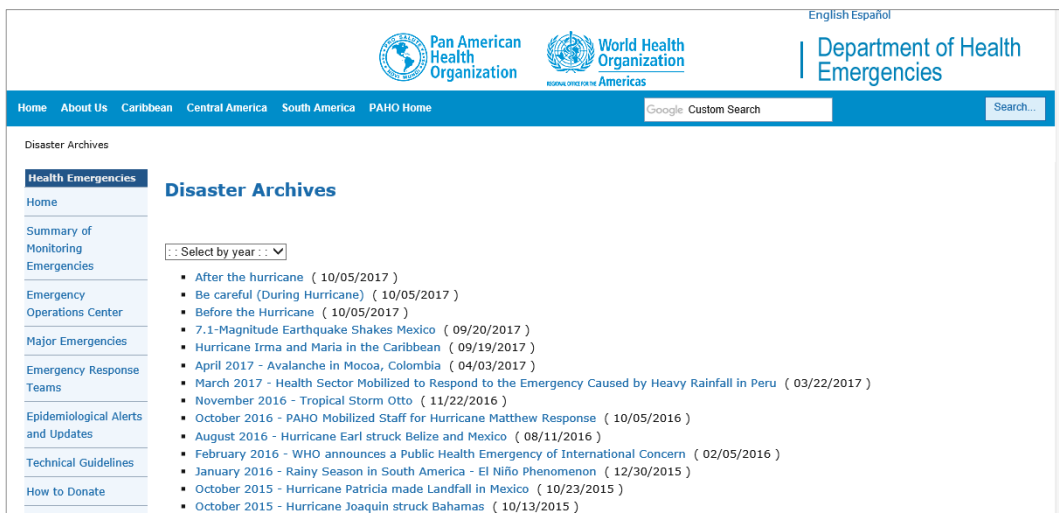 English Español
Pan American
Health
Organization
World Health
Organization
REGIONAL OFFICE FOR THE Americas
Department of Health
Emergencies
Home About Us Caribbean Central America South America PAHO Home
Google Custom Search
Search...
Disaster Archives
Health Emergencies
Home
Summary of
Monitoring
Emergencies
Emergency
Operations Center
Major Emergencies
Emergency Response
Teams
Epidemiological Alerts
and Updates
Technical Guidelines
How to Donate
Disaster Archives
: : Select by year : :
After the hurricane ( 10/05/2017 )
Be careful (During Hurricane) ( 10/05/2017 )
Before the Hurricane ( 10/05/2017 )
7.1-Magnitude Earthquake Shakes Mexico ( 09/20/2017 )
Hurricane Irma and Maria in the Caribbean ( 09/19/2017 )
April 2017 - Avalanche in Mocoa, Colombia ( 04/03/2017 )
March 2017 - Health Sector Mobilized to Respond to the Emergency Caused by Heavy Rainfall in Peru ( 03/22/2017 )
November 2016 - Tropical Storm Otto ( 11/22/2016 )
October 2016 - PAHO Mobilized Staff for Hurricane Matthew Response ( 10/05/2016 )
August 2016 - Hurricane Earl struck Belize and Mexico ( 08/11/2016 )
February 2016 - WHO announces a Public Health Emergency of International Concern ( 02/05/2016 )
January 2016 - Rainy Season in South America - El Niño Phenomenon ( 12/30/2015 )
October 2015 - Hurricane Patricia made Landfall in Mexico ( 10/23/2015 )
October 2015 - Hurricane Joaquin struck Bahamas ( 10/13/2015 )